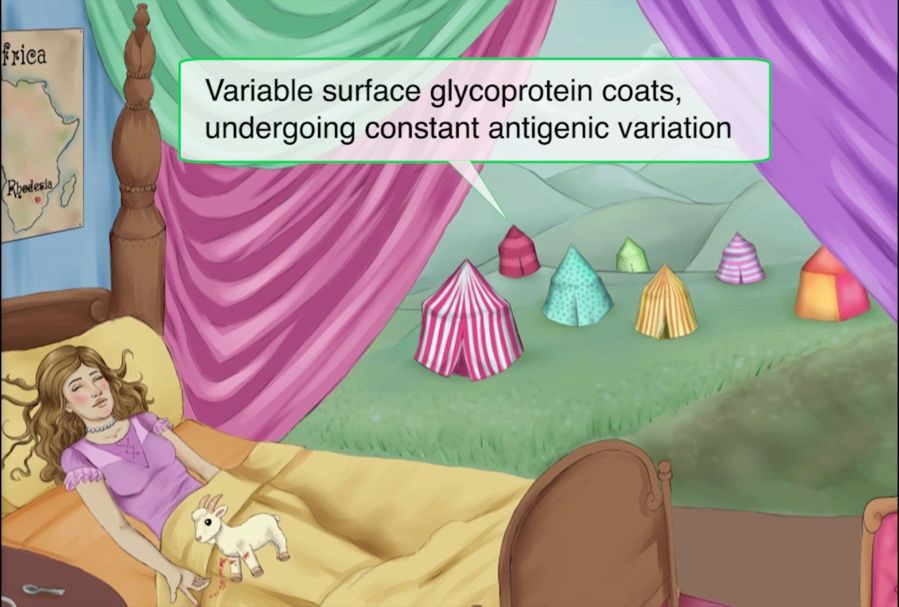 Variable surface glycoprotein coats,
undergoing constant antigenic variation
frica
Rhodesia